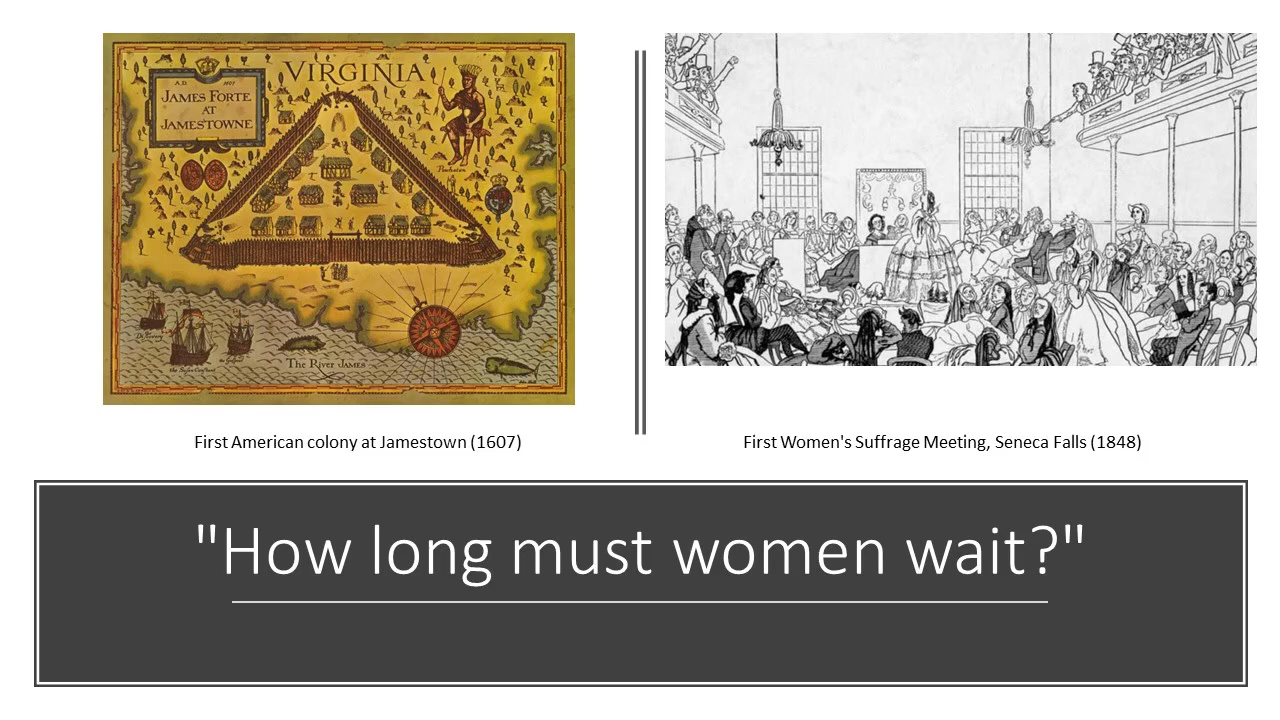 VIRGINIA
A.D. 1607
JAMES FORTE
AT
JAMESTOWNE
Powhatan
The River JAMES
First American colony at Jamestown (1607)
First Women's Suffrage Meeting, Seneca Falls (1848)
"How long must women wait?"